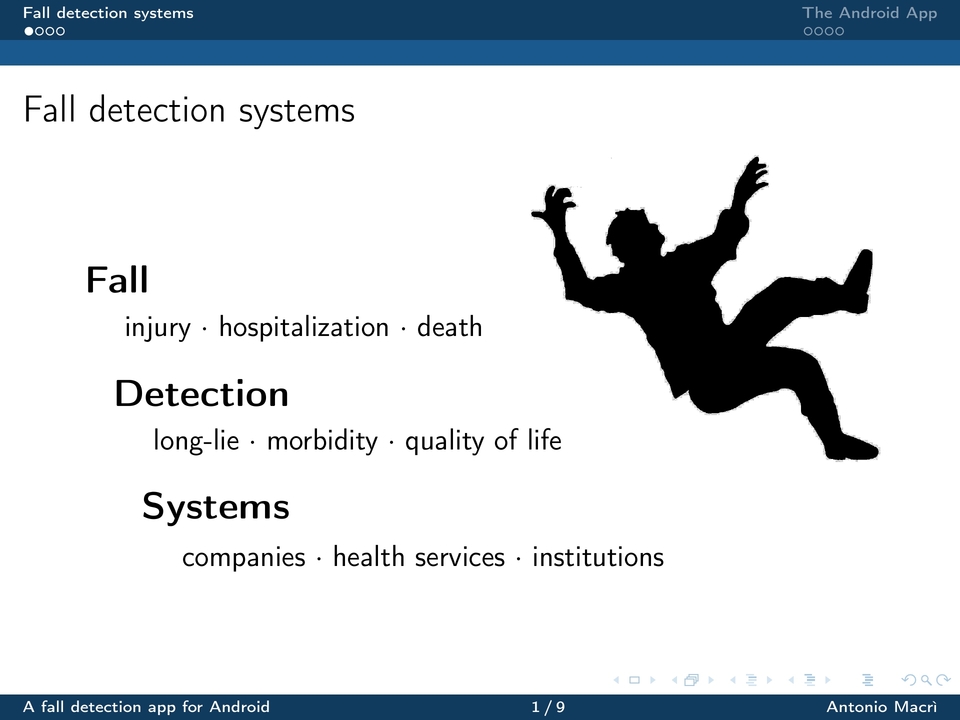 Fall detection systems
The Android App
Fall detection systems
Fall
injury · hospitalization · death
Detection
long-lie · morbidity · quality of life
Systems
companies · health services · institutions
A fall detection app for Android
1 / 9
Antonio Macrì